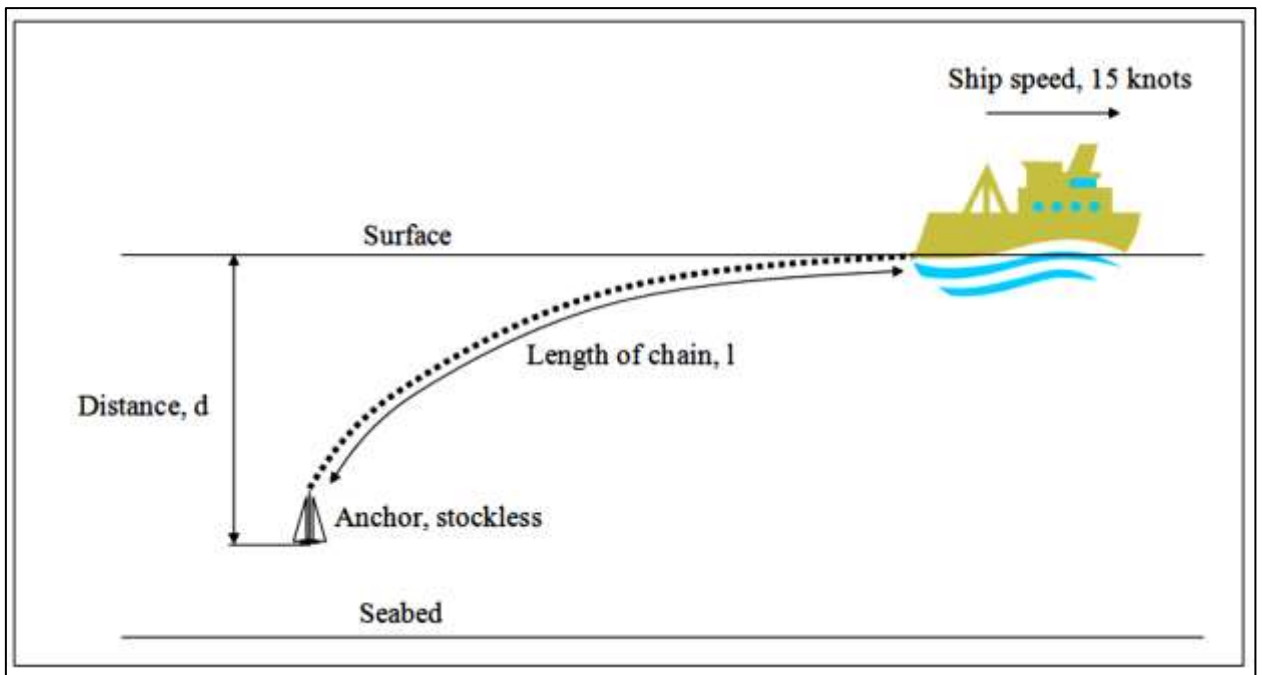 Ship speed, 15 knots
Surface
Length of chain, l
Distance, d
Anchor, stockless
Seabed